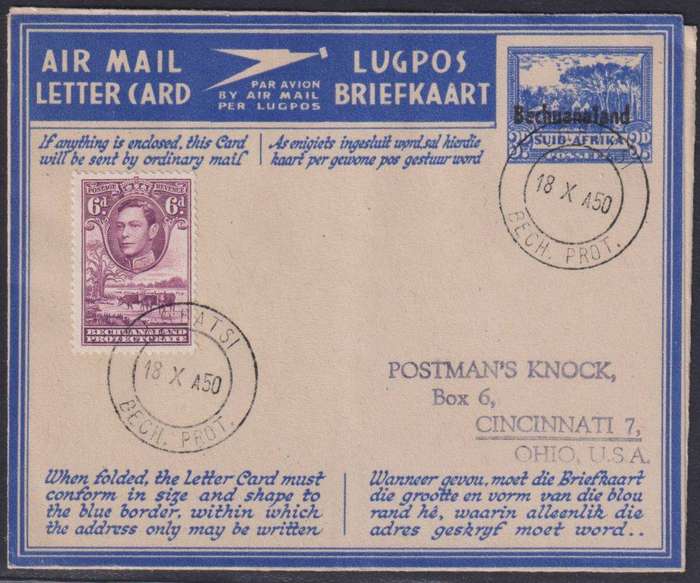 AIR MAIL
LETTER CARD
PAR AVION
BY AIR MAIL
PER LUGPOS
LUGPOS
BRIEFKAART
Bechuanaland
SUID-AFRIKA
If anything is enclosed, this Card
will be sent by ordinary mail
As enigiets ingesluit word, sal hierdie
kaart per gewone pos gestuur word
18 X A50
BECH. PROT.
POSTAGE REVENUE
6d 6d
BECHUANALAND
PROTECTORATE
18 X A50
BECH. PROT.
POSTMAN'S KNOCK,
Box 6,
CINCINNATI 7,
OHIO, U.S.A.
When folded, the Letter Card must
conform in size and shape to
the blue border, within which
the address only may be written
Wanneer gevou, moet die Briefkaart
die grootte en vorm van die blou
rand hê, waarin alleenlik die
adres geskryf moet word..